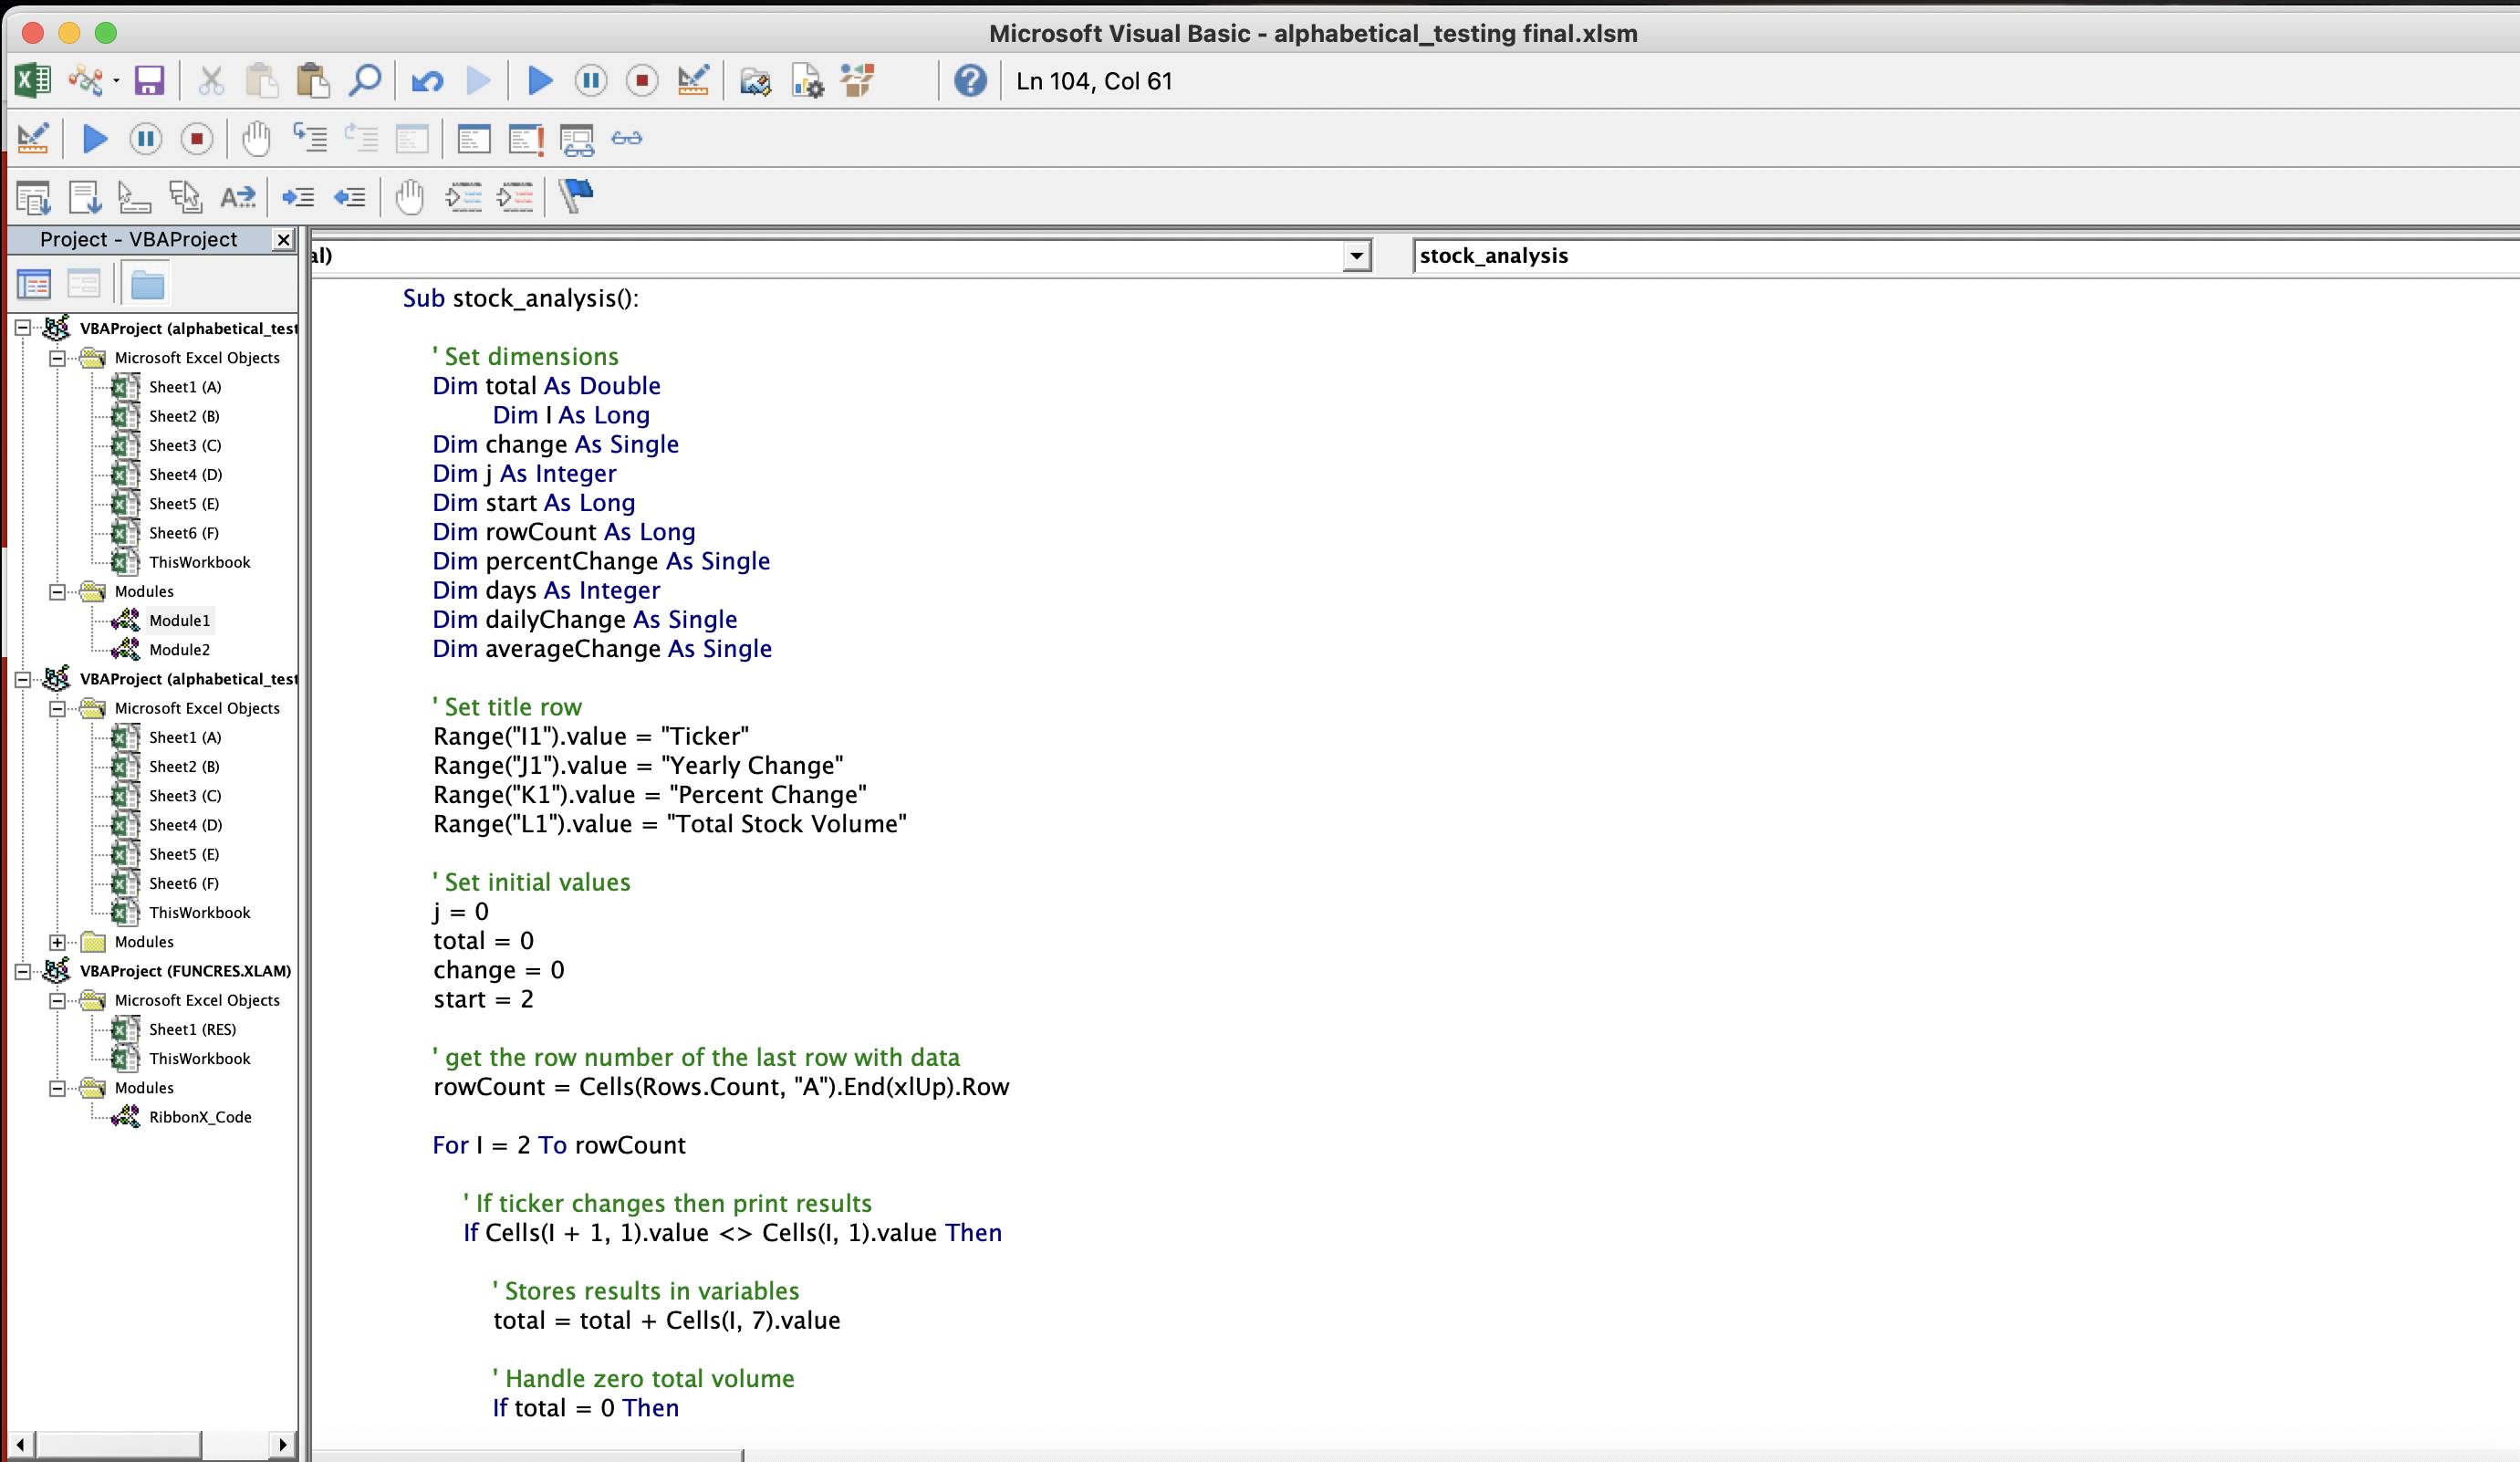 Microsoft Visual Basic - alphabetical_testing final.xlsm
Ln 104, Col 61
Project - VBAProject
VBAProject (alphabetical_test
Microsoft Excel Objects
Sheet1 (A)
Sheet2 (B)
Sheet3 (C)
Sheet4 (D)
Sheet5 (E)
Sheet6 (F)
ThisWorkbook
Modules
Module1
Module2
VBAProject (alphabetical_test
Microsoft Excel Objects
Sheet1 (A)
Sheet2 (B)
Sheet3 (C)
Sheet4 (D)
Sheet5 (E)
Sheet6 (F)
ThisWorkbook
Modules
VBAProject (FUNCRES.XLAM)
Microsoft Excel Objects
Sheet1 (RES)
ThisWorkbook
Modules
RibbonX_Code
al)
stock_analysis
Sub stock_analysis():
' Set dimensions
Dim total As Double
Dim I As Long
Dim change As Single
Dim j As Integer
Dim start As Long
Dim rowCount As Long
Dim percentChange As Single
Dim days As Integer
Dim dailyChange As Single
Dim averageChange As Single
' Set title row
Range("I1").value = "Ticker"
Range("J1").value = "Yearly Change"
Range("K1").value = "Percent Change"
Range("L1").value = "Total Stock Volume"
' Set initial values
j = 0
total = 0
change = 0
start = 2
' get the row number of the last row with data
rowCount = Cells(Rows.Count, "A").End(xlUp).Row
For I = 2 To rowCount
' If ticker changes then print results
If Cells(I + 1, 1).value <> Cells(I, 1).value Then
' Stores results in variables
total = total + Cells(I, 7).value
' Handle zero total volume
If total = 0 Then